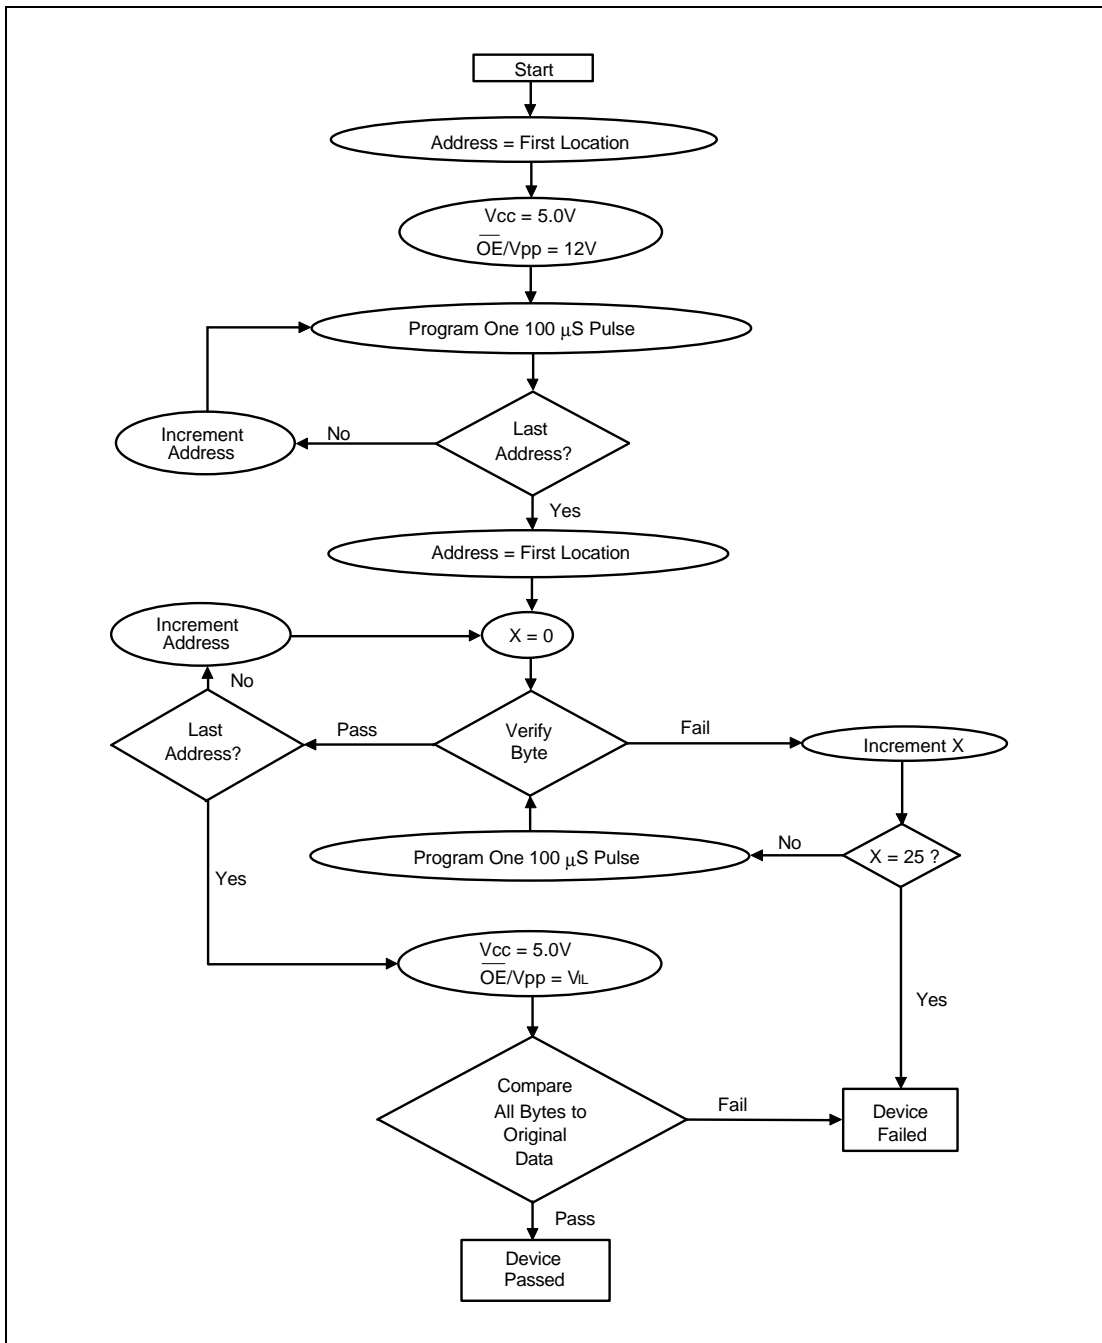 Start
Address = First Location
Vcc = 5.0V
O̅E̅/Vpp = 12V
Program One 100 µS Pulse
Last
Address?
No
Increment
Address
Yes
Address = First Location
Increment
Address
X = 0
No
Last
Address?
Pass
Verify
Byte
Fail
Increment X
Program One 100 µS Pulse
No
X = 25 ?
Yes
Vcc = 5.0V
O̅E̅/Vpp = VIL
Yes
Compare
All Bytes to
Original
Data
Fail
Device
Failed
Pass
Device
Passed